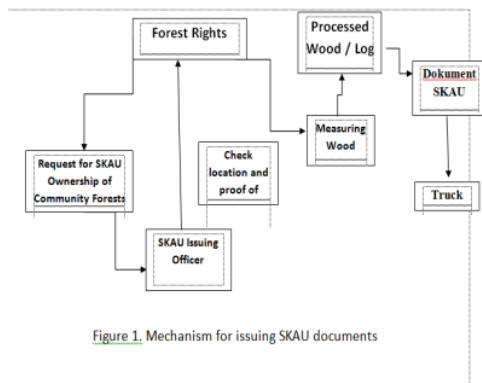 Forest Rights
Processed
Wood / Log
Dokument
SKAU
Measuring
Wood
Check
location and
proof of
Request for SKAU
Ownership of
Community Forests
Truck
SKAU Issuing
Officer
Figure 1. Mechanism for issuing SKAU documents